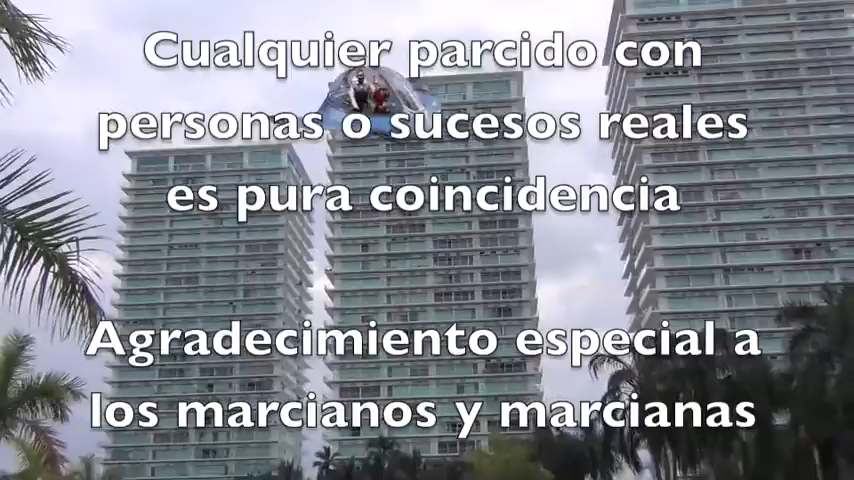 Cualquier parcido con
personas o sucesos reales
es pura coincidencia
Agradecimiento especial a
los marcianos y marcianas